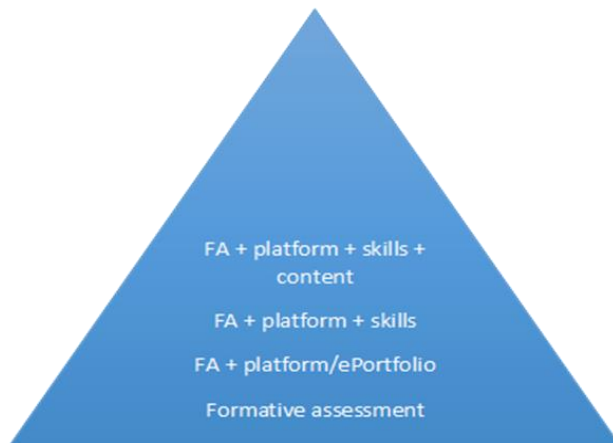 FA + platform + skills +
content
FA + platform + skills
FA + platform/ePortfolio
Formative assessment